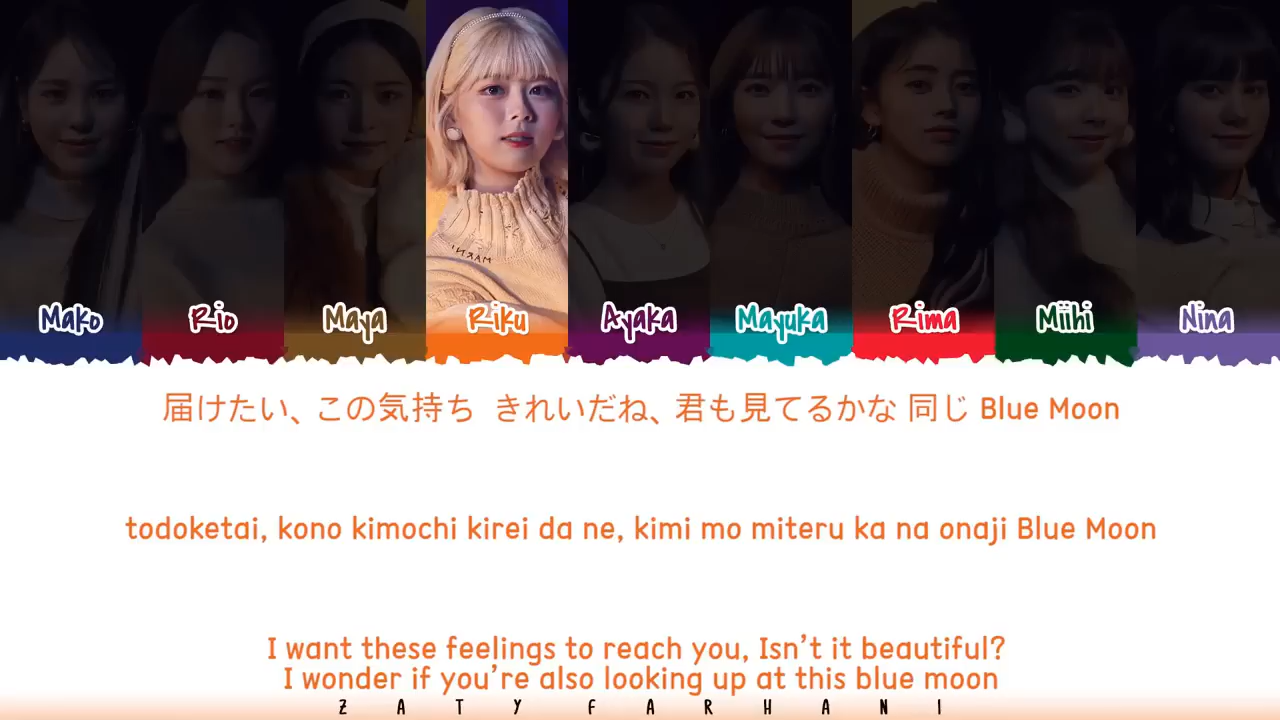 Mako Rio Maya Riku Ayaka Mayuka Rima Miihi Nina
届けたい、この気持ち きれいだね、君も見てるかな 同じ Blue Moon
todoketai, kono kimochi kirei da ne, kimi mo miteru ka na onaji Blue Moon
I want these feelings to reach you, Isn't it beautiful?
I wonder if you're also looking up at this blue moon
ZATY FARHANI